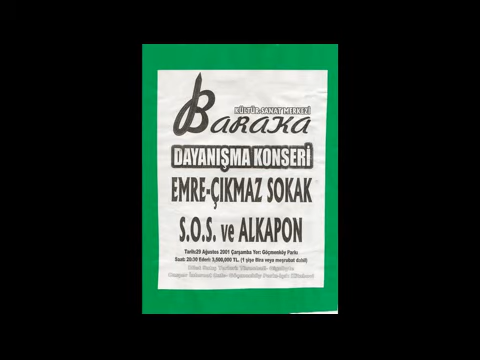 KÜLTÜR-SANAT MERKEZİ
BARAKA
DAYANIŞMA KONSERİ
EMRE-ÇIKMAZ SOKAK
S.O.S. ve ALKAPON
Tarih:29 Ağustos 2001 Çarşamba Yer: Göçmenköy Parkı
Saat: 20:30 Ederi: 3,000,000 TL. (1 şişe Bira veya meşrubat dahil)